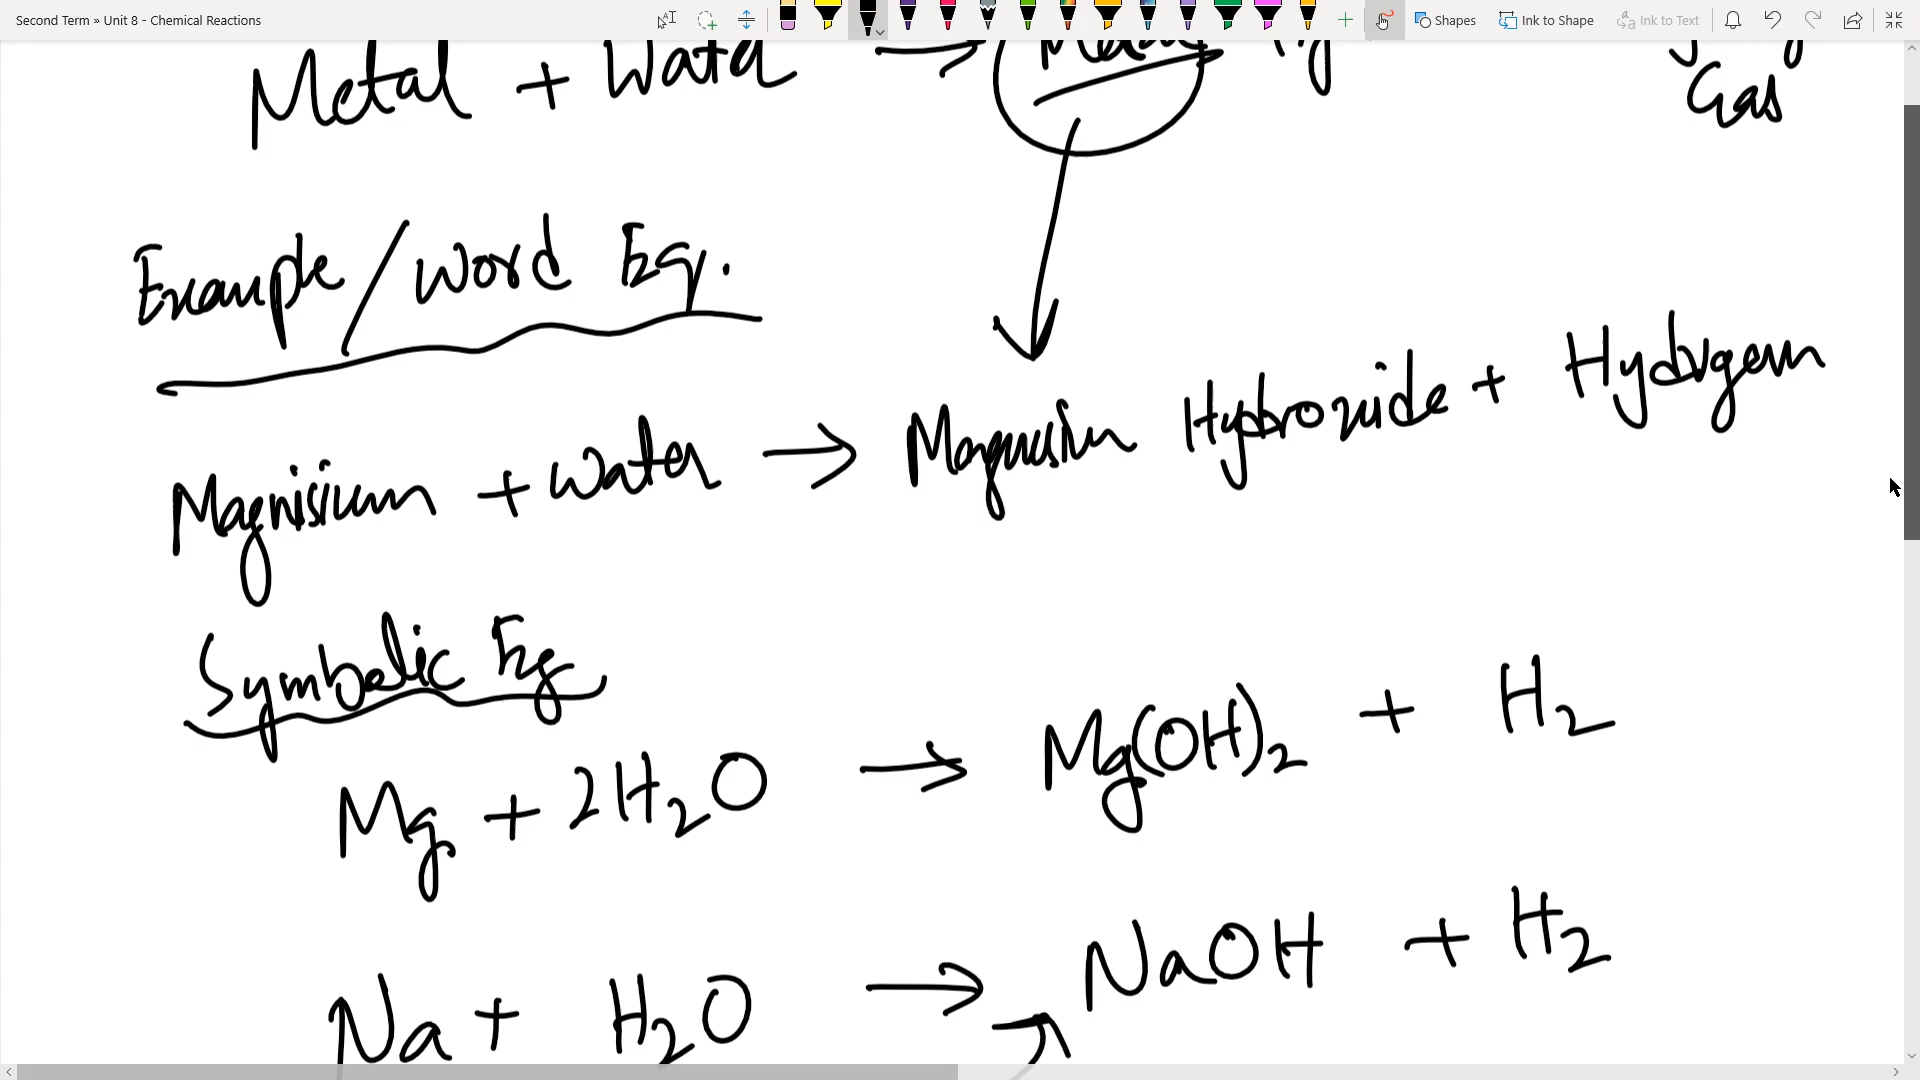 Second Term » Unit 8 - Chemical Reactions
Shapes
Ink to Shape
Ink to Text
Metal + Water →
Gas
Example/Word Eq.
Magnisium + Water → Magnesium Hydroxide + Hydrogen
Symbolic Eq
Mg + 2H₂O → Mg(OH)₂ + H₂
Na + H₂O → NaOH + H₂